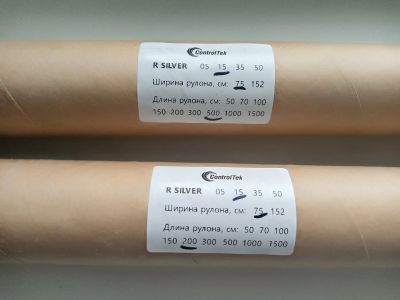 ControlTek
R SILVER 05 15 35 50
Ширина рулона, см: 75 152
Длина рулона, см: 50 70 100
150 200 300 500 1000 1500
ControlTek
R SILVER 05 15 35 50
Ширина рулона, см: 75 152
Длина рулона, см: 50 70 100
150 200 300 500 1000 1500